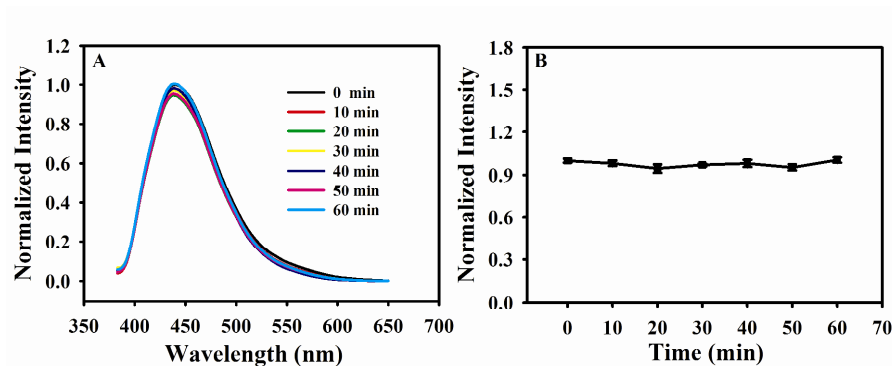 A
Normalized Intensity
1.2
1.0
0.8
0.6
0.4
0.2
0.0
0 min
10 min
20 min
30 min
40 min
50 min
60 min
350 400 450 500 550 600 650 700
Wavelength (nm)
B
Normalized Intensity
1.8
1.5
1.2
0.9
0.6
0.3
0.0
0 10 20 30 40 50 60 70
Time (min)